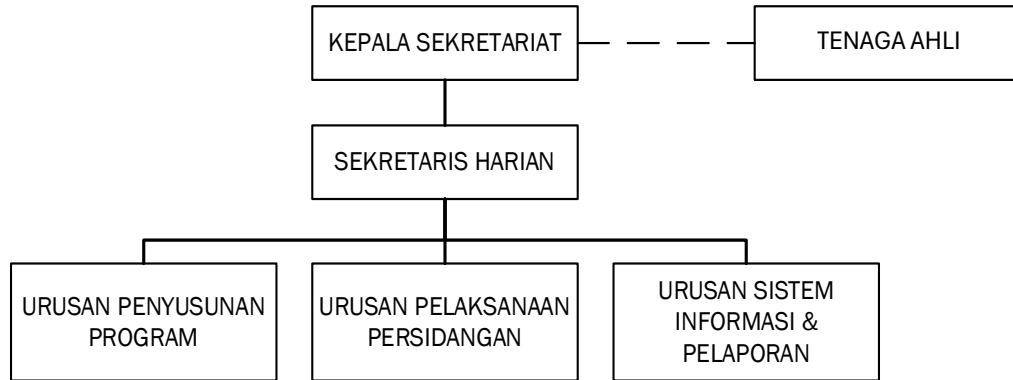 KEPALA SEKRETARIAT
TENAGA AHLI
SEKRETARIS HARIAN
URUSAN PENYUSUNAN
PROGRAM
URUSAN PELAKSANAAN
PERSIDANGAN
URUSAN SISTEM
INFORMASI &
PELAPORAN